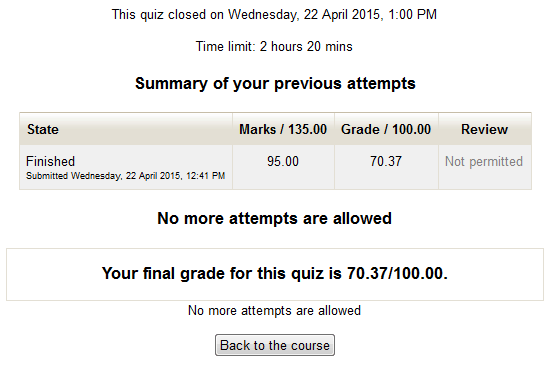 This quiz closed on Wednesday, 22 April 2015, 1:00 PM
Time limit: 2 hours 20 mins
Summary of your previous attempts
State Marks / 135.00 Grade / 100.00 Review
Finished 95.00 70.37 Not permitted
Submitted Wednesday, 22 April 2015, 12:41 PM
No more attempts are allowed
Your final grade for this quiz is 70.37/100.00.
No more attempts are allowed
Back to the course